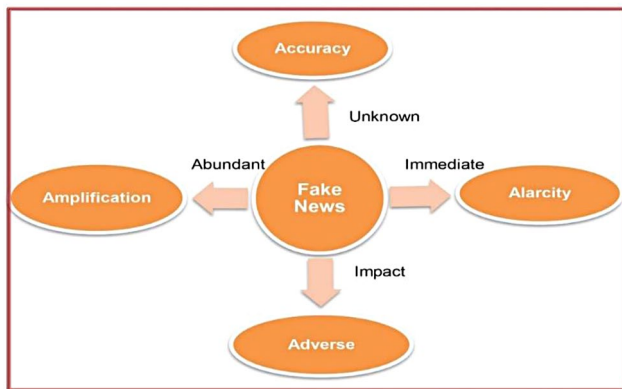 Accuracy
Unknown
Abundant
Immediate
Amplification
Fake
News
Alarcity
Impact
Adverse